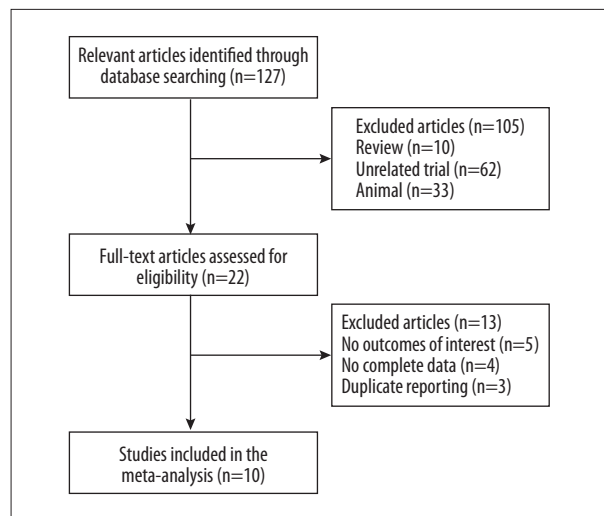 Relevant articles identified through
database searching (n=127)
Excluded articles (n=105)
Review (n=10)
Unrelated trial (n=62)
Animal (n=33)
Full-text articles assessed for
eligibility (n=22)
Excluded articles (n=13)
No outcomes of interest (n=5)
No complete data (n=4)
Duplicate reporting (n=3)
Studies included in the
meta-analysis (n=10)